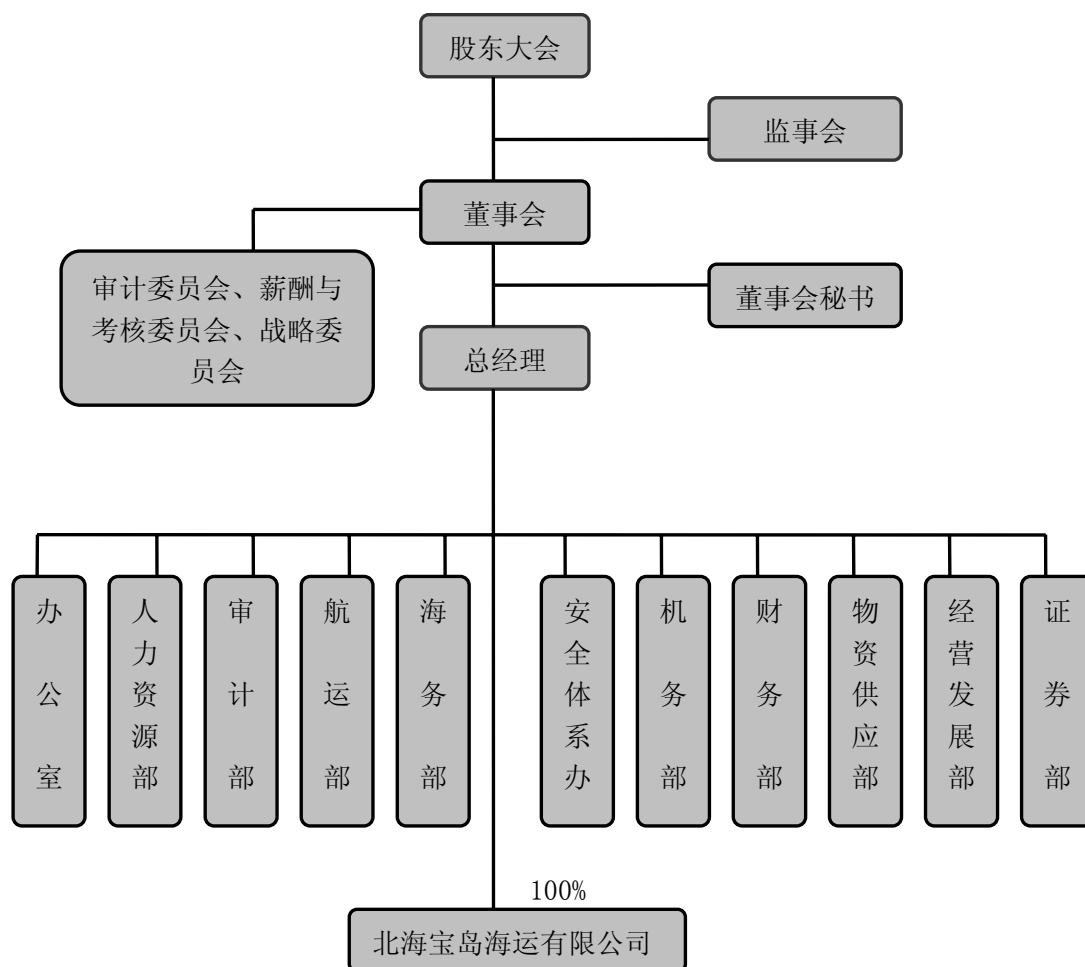 股东大会
监事会
董事会
审计委员会、薪酬与
考核委员会、战略委
员会
董事会秘书
总经理
办公室
人力资源部
审计部
航运部
海务部
安全体系办
机务部
财务部
物资供应部
经营发展部
证券部
100%
北海宝岛海运有限公司